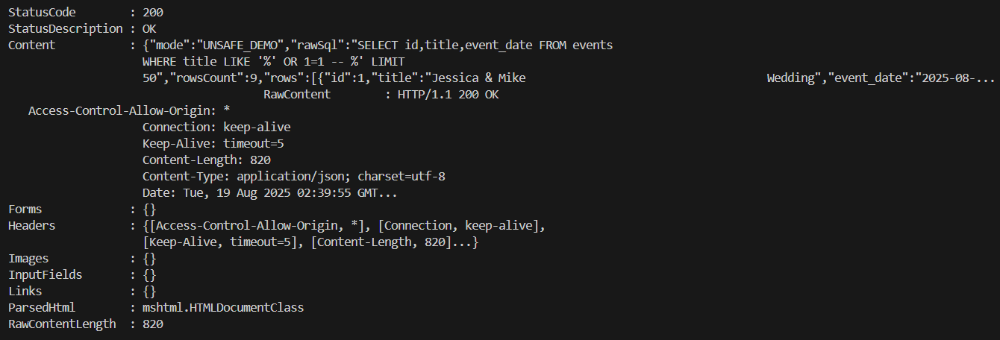 StatusCode        : 200
StatusDescription : OK
Content           : {"mode":"UNSAFE_DEMO","rawSql":"SELECT id,title,event_date FROM events
                    WHERE title LIKE '%' OR 1=1 -- %' LIMIT
                    50","rowsCount":9,"rows":[{"id":1,"title":"Jessica & Mike                                    Wedding","event_date":"2025-08-...
                                      RawContent        : HTTP/1.1 200 OK
   Access-Control-Allow-Origin: *
                    Connection: keep-alive
                    Keep-Alive: timeout=5
                    Content-Length: 820
                    Content-Type: application/json; charset=utf-8
                    Date: Tue, 19 Aug 2025 02:39:55 GMT...
Forms             : {}
Headers           : {[Access-Control-Allow-Origin, *], [Connection, keep-alive],
                    [Keep-Alive, timeout=5], [Content-Length, 820]...}
Images            : {}
InputFields       : {}
Links             : {}
ParsedHtml        : mshtml.HTMLDocumentClass
RawContentLength  : 820